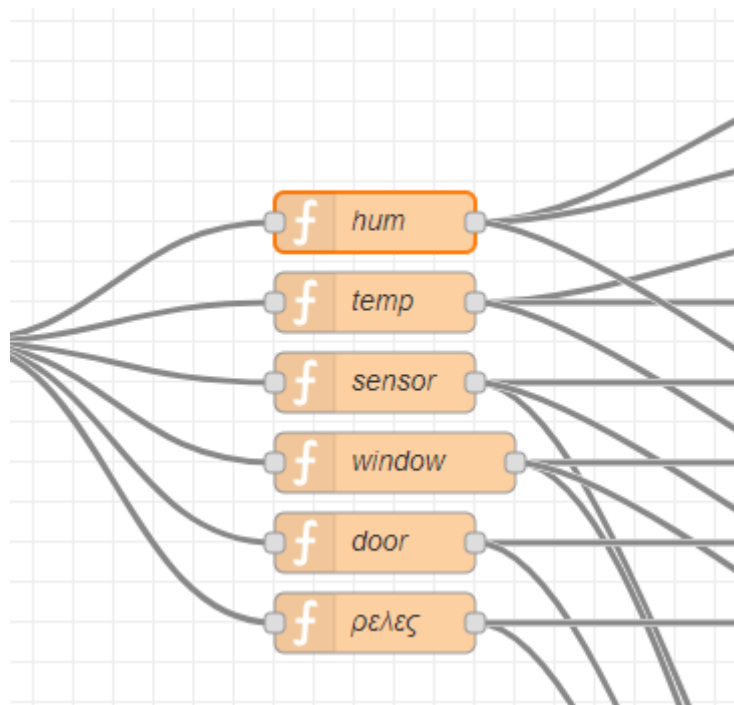 hum
temp
sensor
window
door
ρελες